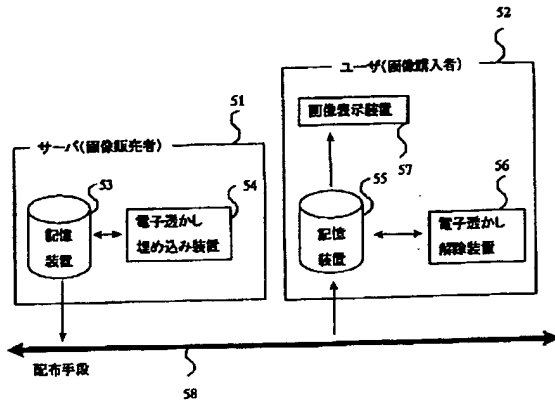 52
ユーザ(画像購入者)
画像表示装置
57
51
サーバ(画像販売者)
53
記憶
装置
54
電子透かし
埋め込み装置
55
記憶
装置
56
電子透かし
解除装置
配布手段
58